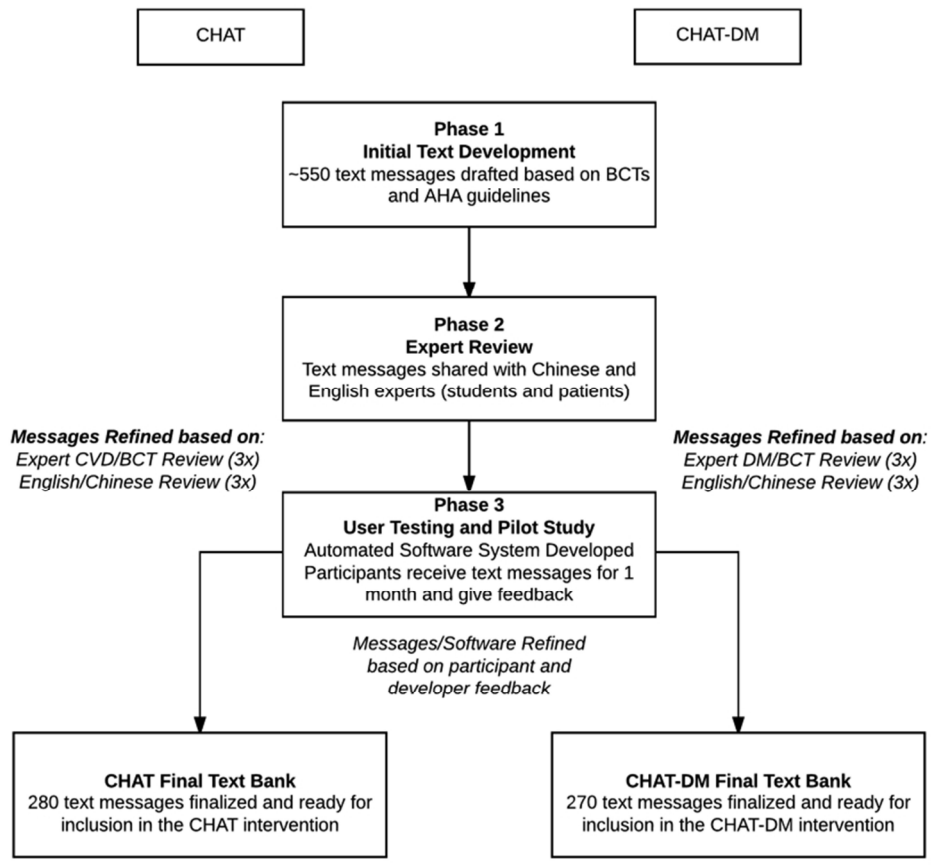 CHAT
CHAT-DM
Phase 1
Initial Text Development
~550 text messages drafted based on BCTs
and AHA guidelines
Phase 2
Expert Review
Text messages shared with Chinese and
English experts (students and patients)
Messages Refined based on:
Expert CVD/BCT Review (3x)
English/Chinese Review (3x)
Messages Refined based on:
Expert DM/BCT Review (3x)
English/Chinese Review (3x)
Phase 3
User Testing and Pilot Study
Automated Software System Developed
Participants receive text messages for 1
month and give feedback
Messages/Software Refined
based on participant and
developer feedback
CHAT Final Text Bank
280 text messages finalized and ready for
inclusion in the CHAT intervention
CHAT-DM Final Text Bank
270 text messages finalized and ready for
inclusion in the CHAT-DM intervention